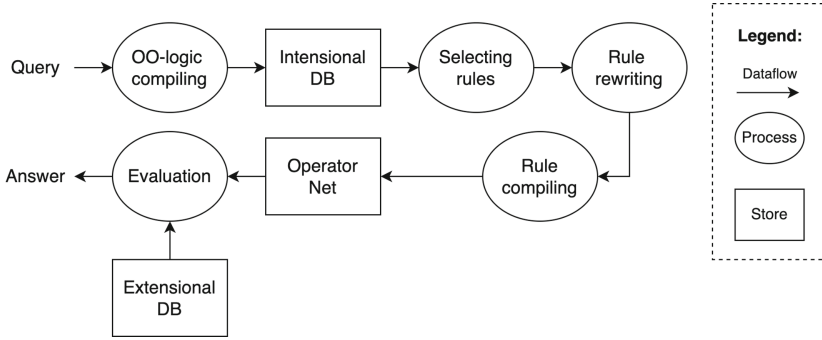 Query
OO-logic
compiling
Intensional
DB
Selecting
rules
Rule
rewriting
Answer
Evaluation
Operator
Net
Rule
compiling
Extensional
DB
Legend:
Dataflow
Process
Store